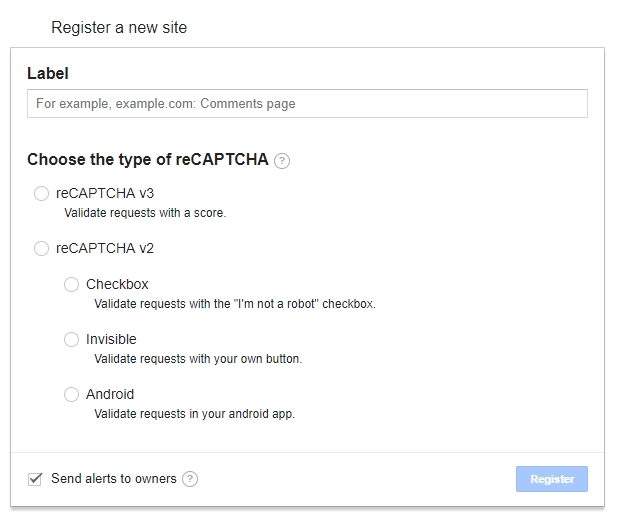 Register a new site
Label
For example, example.com: Comments page
Choose the type of reCAPTCHA ?
reCAPTCHA v3
Validate requests with a score.
reCAPTCHA v2
Checkbox
Validate requests with the "I'm not a robot" checkbox.
Invisible
Validate requests with your own button.
Android
Validate requests in your android app.
Send alerts to owners ?
Register